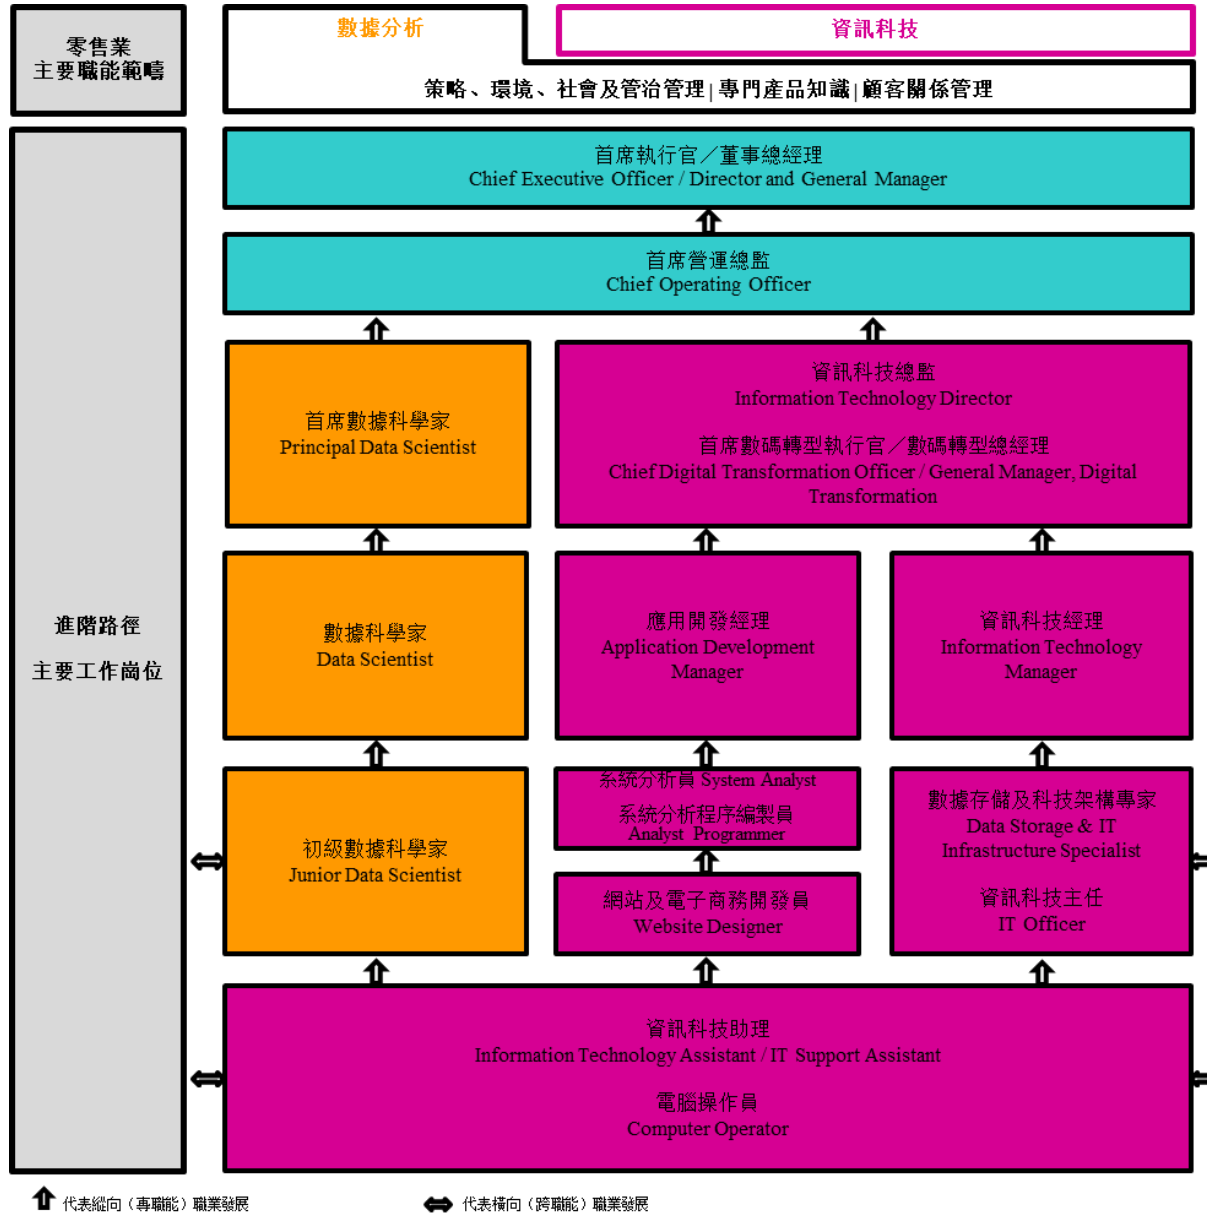 零售業
主要職能範疇
數據分析
資訊科技
策略、環境、社會及管治管理|專門產品知識|顧客關係管理
進階路徑
主要工作崗位
首席執行官／董事總經理
Chief Executive Officer / Director and General Manager
首席營運總監
Chief Operating Officer
首席數據科學家
Principal Data Scientist
資訊科技總監
Information Technology Director
首席數碼轉型執行官／數碼轉型總經理
Chief Digital Transformation Officer / General Manager, Digital
Transformation
數據科學家
Data Scientist
應用開發經理
Application Development
Manager
資訊科技經理
Information Technology
Manager
初級數據科學家
Junior Data Scientist
系統分析員 System Analyst
系統分析程序編製員
Analyst Programmer
網站及電子商務開發員
Website Designer
數據存儲及科技架構專家
Data Storage & IT
Infrastructure Specialist
資訊科技主任
IT Officer
資訊科技助理
Information Technology Assistant / IT Support Assistant
電腦操作員
Computer Operator
代表縱向（專職能）職業發展
代表橫向（跨職能）職業發展